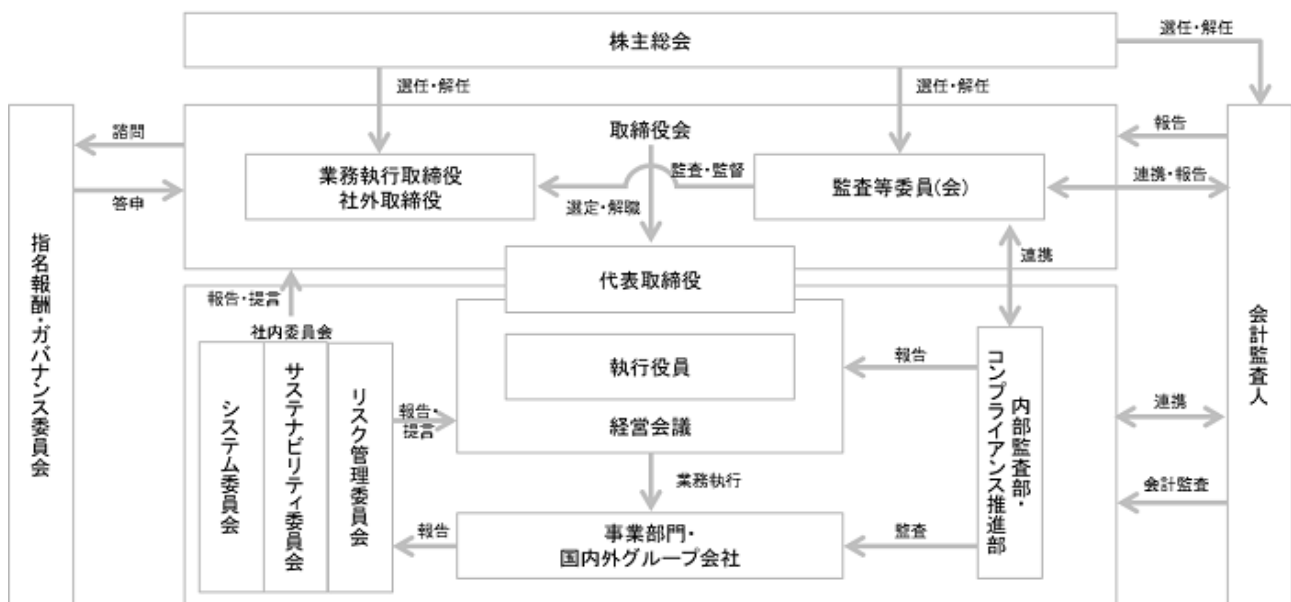 株主総会
選任・解任
選任・解任
選任・解任
取締役会
諮問
答申
報告
連携・報告
業務執行取締役
社外取締役
監査・監督
監査等委員(会)
選定・解職
代表取締役
連携
報告・提言
社内委員会
指名報酬・ガバナンス委員会
会計監査人
システム委員会
サステナビリティ委員会
リスク管理委員会
報告・
提言
執行役員
経営会議
報告
内部監査部・
コンプライアンス推進部
連携
会計監査
業務執行
報告
事業部門・
国内外グループ会社
監査